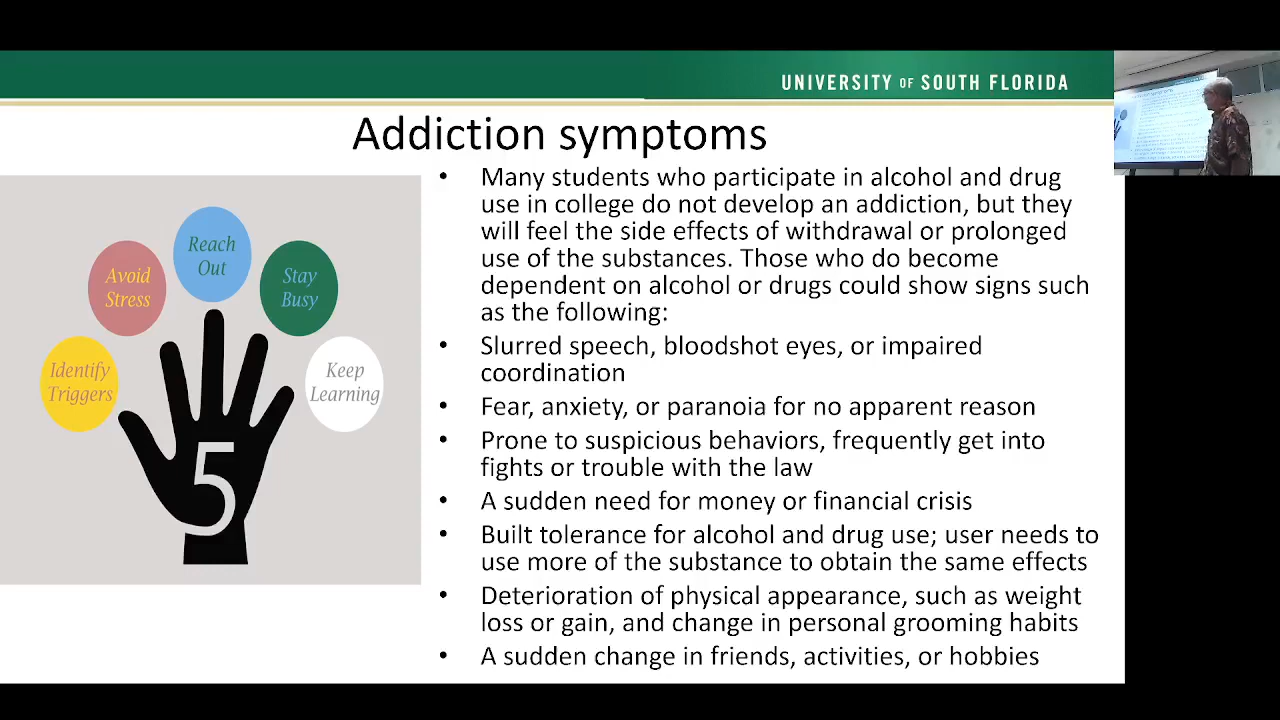 UNIVERSITY OF SOUTH FLORIDA
Addiction symptoms
Reach
Out
Avoid
Stress
Stay
Busy
Identify
Triggers
Keep
Learning
5
• Many students who participate in alcohol and drug
use in college do not develop an addiction, but they
will feel the side effects of withdrawal or prolonged
use of the substances. Those who do become
dependent on alcohol or drugs could show signs such
as the following:
• Slurred speech, bloodshot eyes, or impaired
coordination
• Fear, anxiety, or paranoia for no apparent reason
• Prone to suspicious behaviors, frequently get into
fights or trouble with the law
• A sudden need for money or financial crisis
• Built tolerance for alcohol and drug use; user needs to
use more of the substance to obtain the same effects
• Deterioration of physical appearance, such as weight
loss or gain, and change in personal grooming habits
• A sudden change in friends, activities, or hobbies